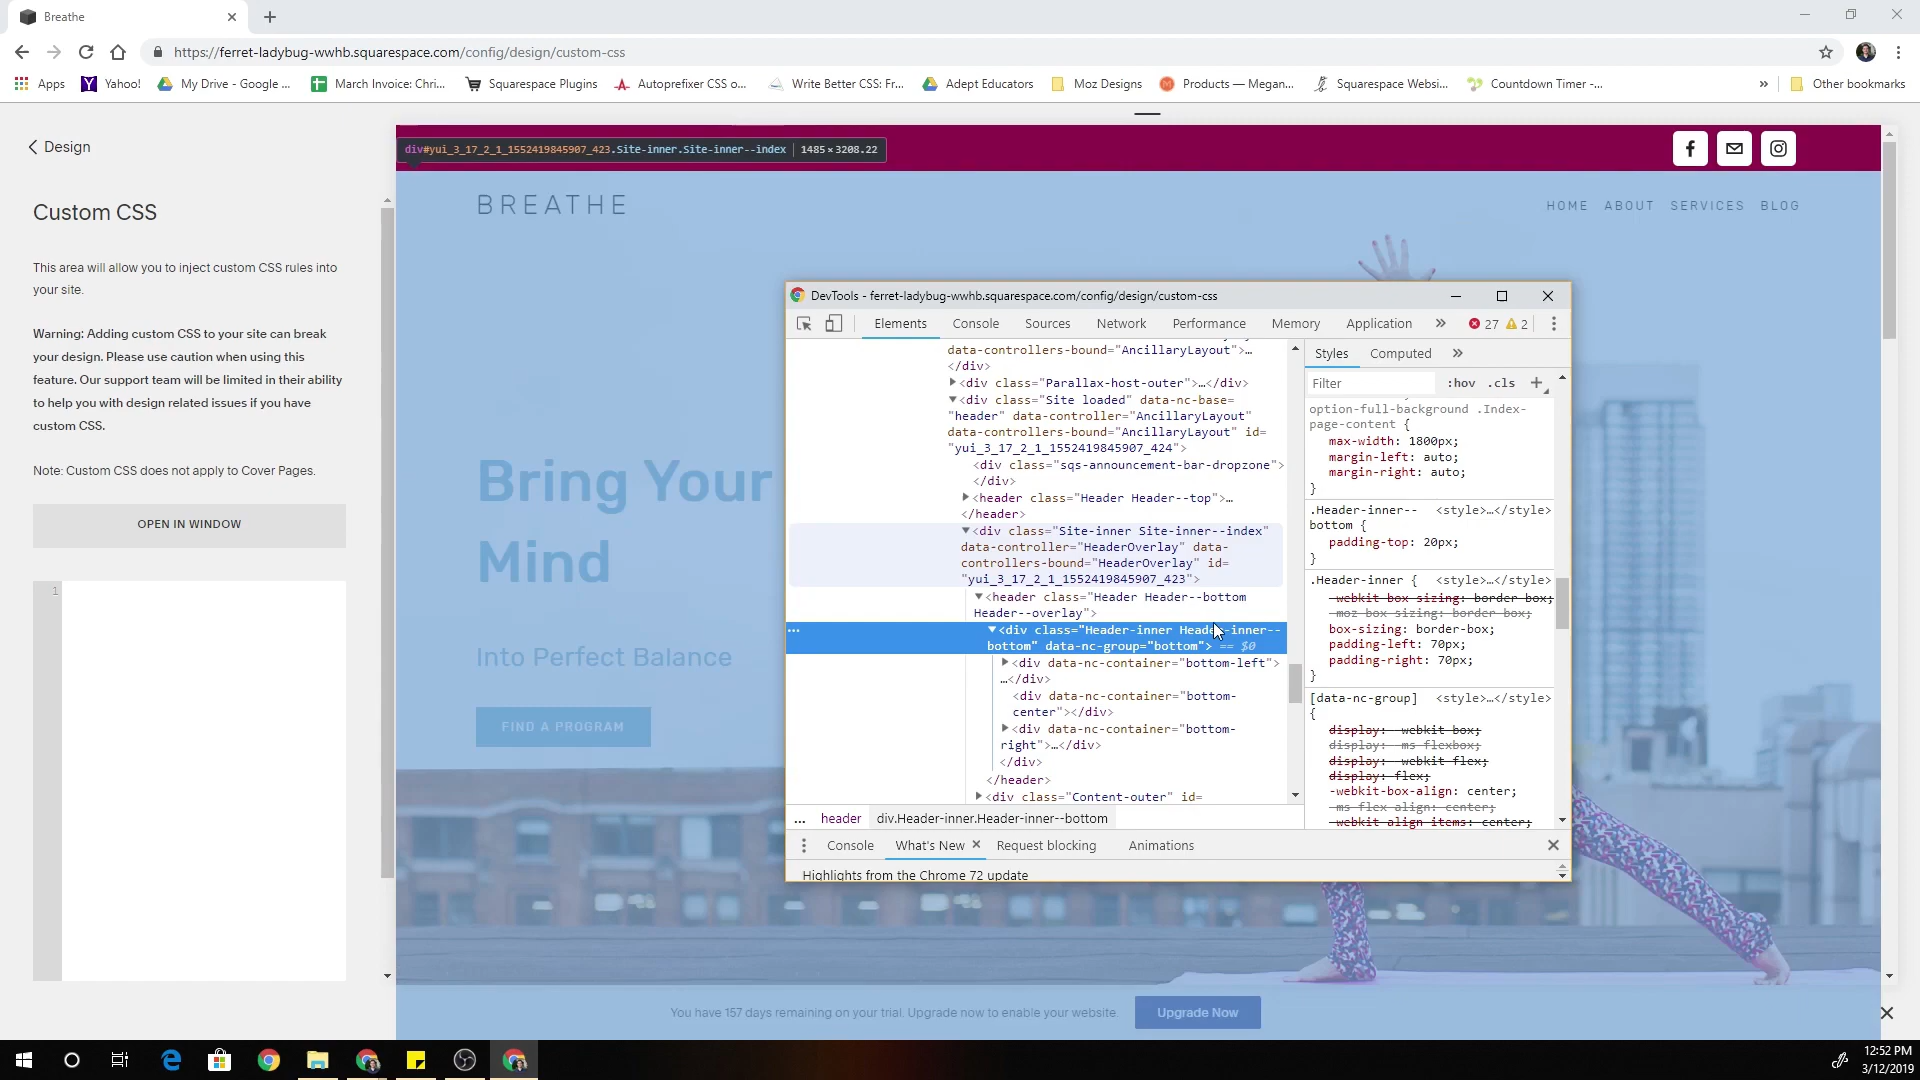 Breathe
https://ferret-ladybug-wwhb.squarespace.com/config/design/custom-css
Apps Yahoo! My Drive - Google ... March Invoice: Chri... Squarespace Plugins Autoprefixer CSS o... Write Better CSS: Fr... Adept Educators Moz Designs Products — Megan... Squarespace Websi... Countdown Timer -... » Other bookmarks
Design
Custom CSS
This area will allow you to inject custom CSS rules into
your site.
Warning: Adding custom CSS to your site can break
your design. Please use caution when using this
feature. Our support team will be limited in their ability
to help you with design related issues if you have
custom CSS.
Note: Custom CSS does not apply to Cover Pages.
OPEN IN WINDOW
1
div#yui_3_17_2_1_1552419845907_423.Site-inner.Site-inner--index | 1485 × 3208.22
BREATHE
HOME ABOUT SERVICES BLOG
Bring Your
Mind
Into Perfect Balance
FIND A PROGRAM
DevTools - ferret-ladybug-wwhb.squarespace.com/config/design/custom-css
Elements Console Sources Network Performance Memory Application » 27 2
data-controllers-bound="AncillaryLayout">…
</div>
<div class="Parallax-host-outer">…</div>
<div class="Site loaded" data-nc-base=
"header" data-controller="AncillaryLayout"
data-controllers-bound="AncillaryLayout" id=
"yui_3_17_2_1_1552419845907_424">
<div class="sqs-announcement-bar-dropzone">
</div>
<header class="Header Header--top">…
</header>
<div class="Site-inner Site-inner--index"
data-controller="HeaderOverlay" data-
controllers-bound="HeaderOverlay" id=
"yui_3_17_2_1_1552419845907_423">
<header class="Header Header--bottom
Header--overlay">
<div class="Header-inner Header-inner--
bottom" data-nc-group="bottom"> == $0
<div data-nc-container="bottom-left">
…</div>
<div data-nc-container="bottom-
center"></div>
<div data-nc-container="bottom-
right">…</div>
</div>
</header>
<div class="Content-outer" id=
... header div.Header-inner.Header-inner--bottom
Styles Computed »
Filter :hov .cls +
option-full-background .Index-
page-content {
max-width: 1800px;
margin-left: auto;
margin-right: auto;
}
.Header-inner-- <style>…</style>
bottom {
padding-top: 20px;
}
.Header-inner { <style>…</style>
-webkit-box-sizing: border-box;
-moz-box-sizing: border-box;
box-sizing: border-box;
padding-left: 70px;
padding-right: 70px;
}
[data-nc-group] <style>…</style>
{
display: -webkit-box;
display: -ms-flexbox;
display: -webkit-flex;
display: flex;
-webkit-box-align: center;
-ms-flex-align: center;
-webkit-align-items: center;
Console What's New Request blocking Animations
Highlights from the Chrome 72 update
You have 157 days remaining on your trial. Upgrade now to enable your website.
Upgrade Now
12:52 PM
3/12/2019